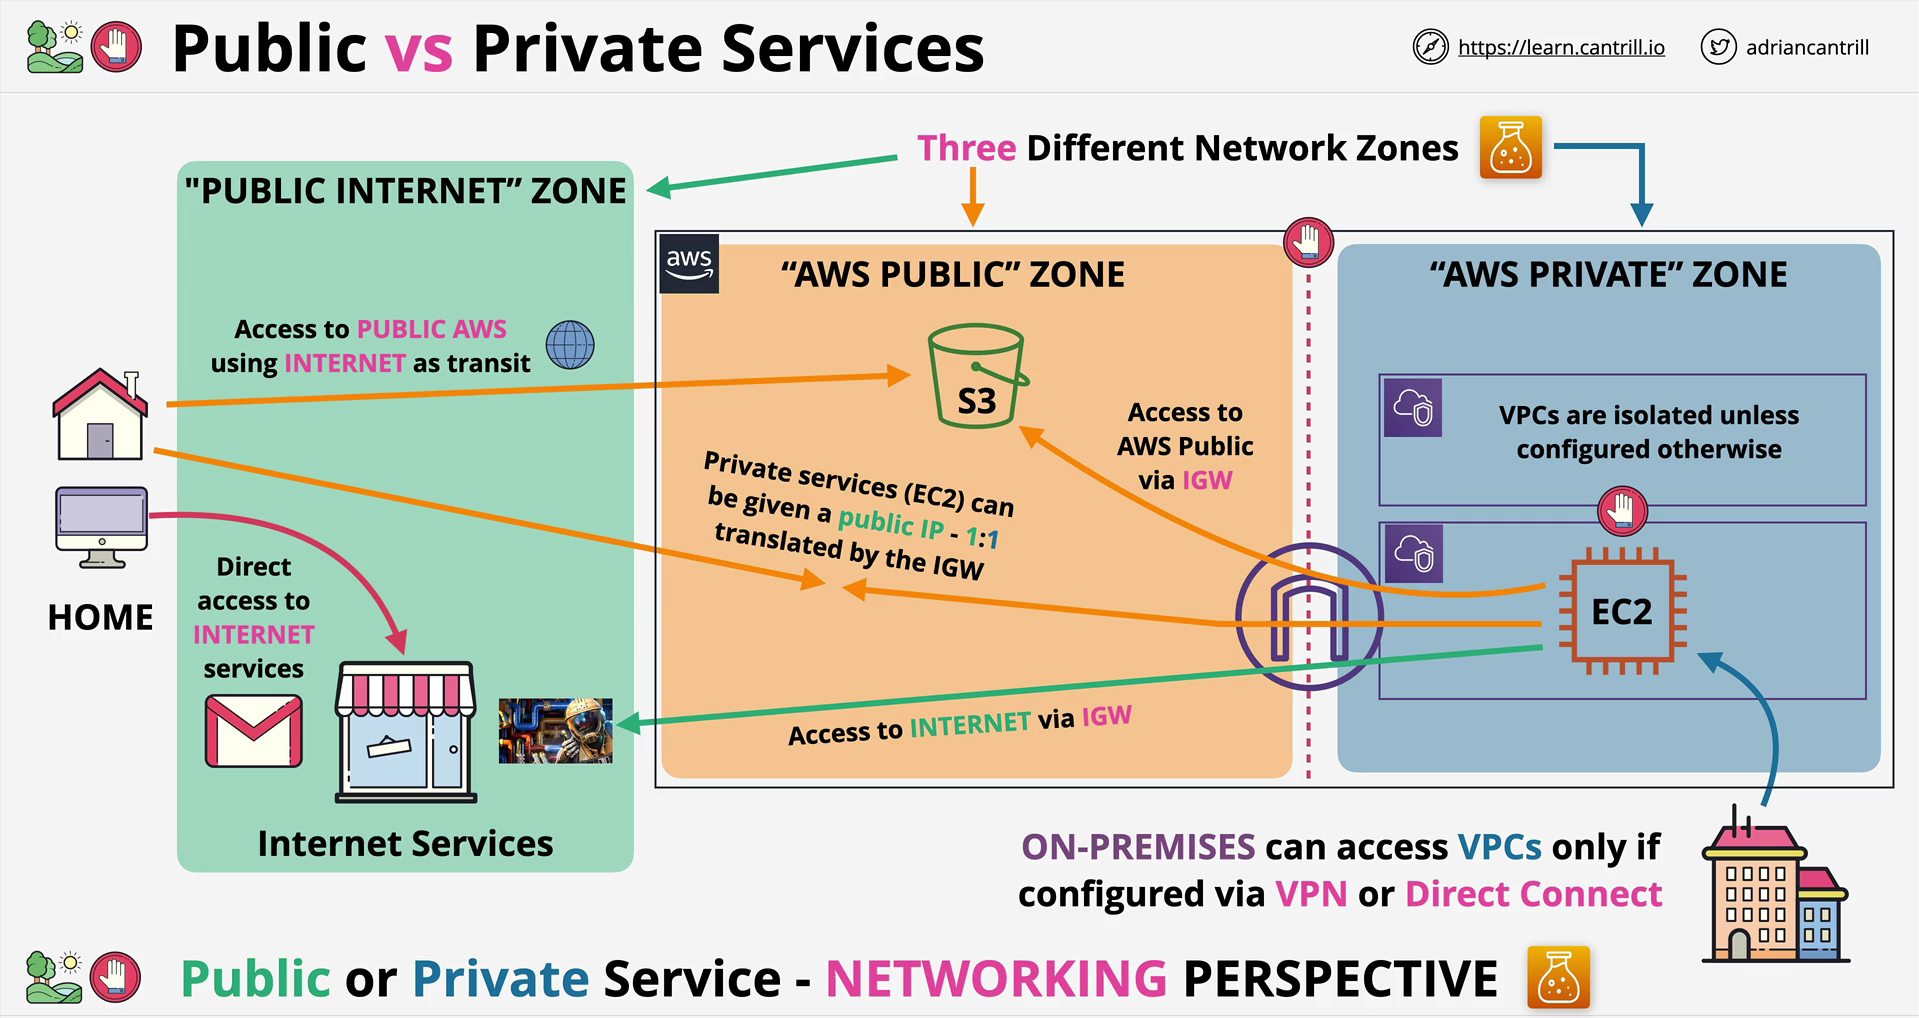 Public vs Private Services
https://learn.cantrill.io
adriancantrill
Three Different Network Zones
"PUBLIC INTERNET” ZONE
aws
“AWS PUBLIC” ZONE
“AWS PRIVATE” ZONE
Access to PUBLIC AWS
using INTERNET as transit
S3
Access to
AWS Public
via IGW
VPCs are isolated unless
configured otherwise
Private services (EC2) can
be given a public IP - 1:1
translated by the IGW
HOME
Direct
access to
INTERNET
services
EC2
Access to INTERNET via IGW
Internet Services
ON-PREMISES can access VPCs only if
configured via VPN or Direct Connect
Public or Private Service - NETWORKING PERSPECTIVE